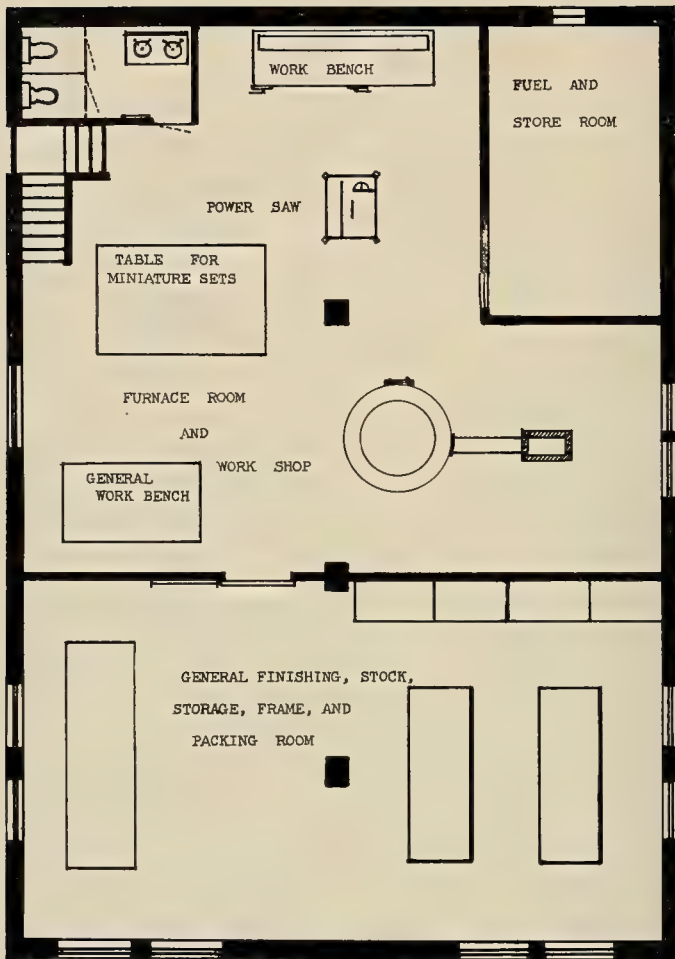 WORK BENCH
FUEL AND
STORE ROOM
POWER SAW
TABLE FOR
MINIATURE SETS
FURNACE ROOM
AND
WORK SHOP
GENERAL
WORK BENCH
GENERAL FINISHING, STOCK,
STORAGE, FRAME, AND
PACKING ROOM